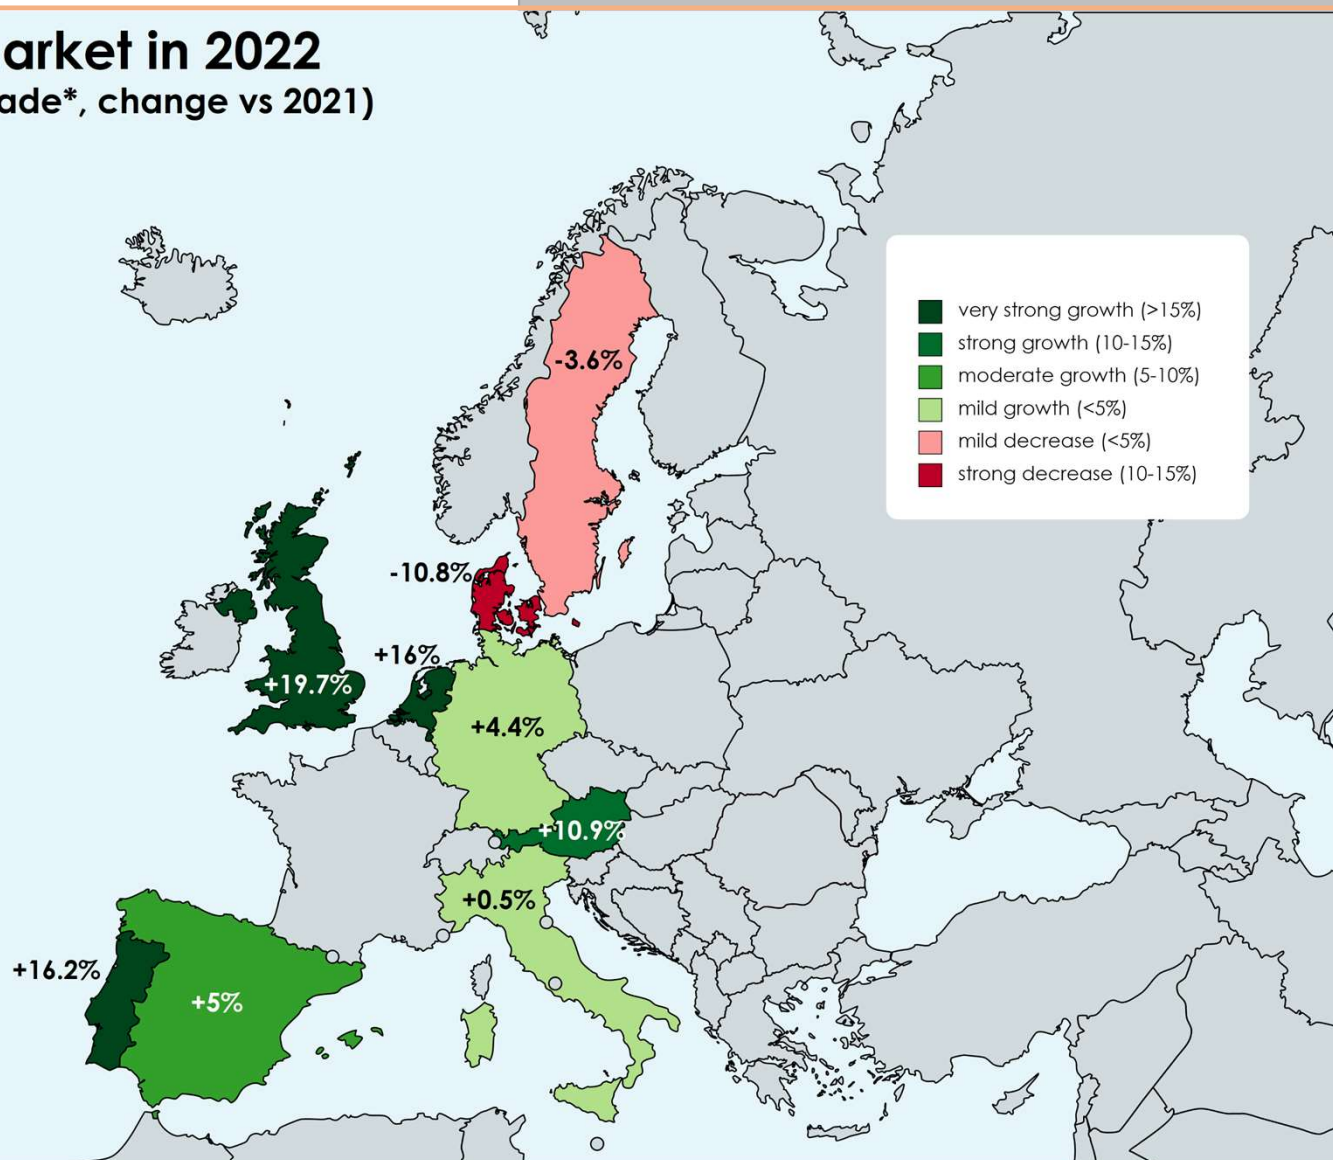 arket in 2022
ade*, change vs 2021)
very strong growth (>15%)
strong growth (10-15%)
moderate growth (5-10%)
mild growth (<5%)
mild decrease (<5%)
strong decrease (10-15%)
-3.6%
-10.8%
+16%
+19.7%
+4.4%
+10.9%
+0.5%
+16.2%
+5%